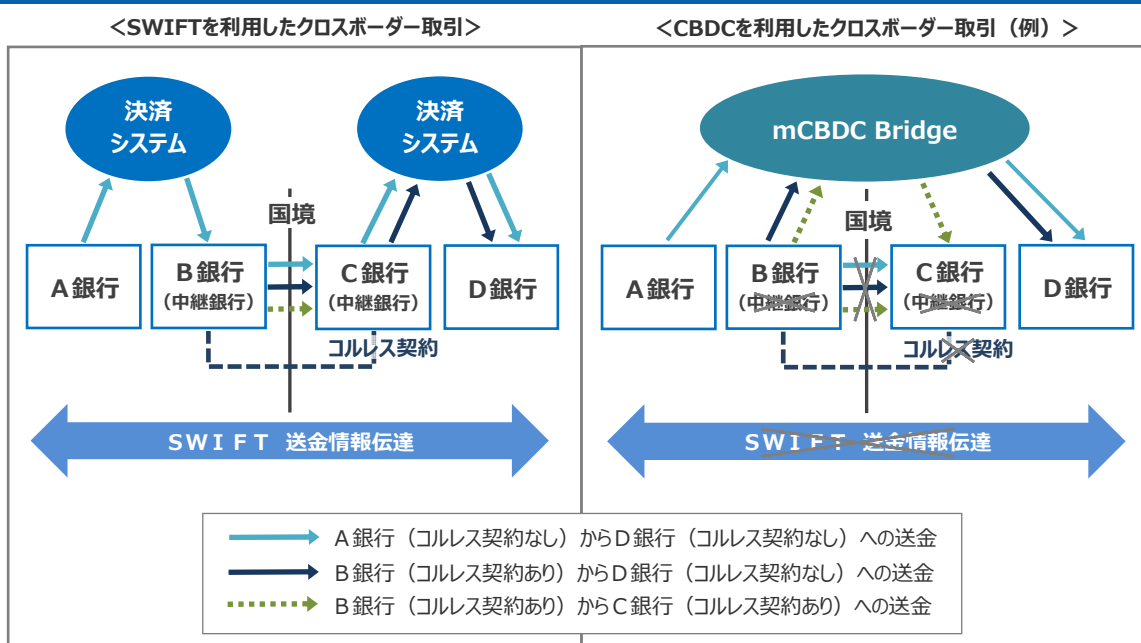 <SWIFTを利用したクロスボーダー取引>
決済
システム
決済
システム
国境
A銀行
B銀行
(中継銀行)
C銀行
(中継銀行)
D銀行
コルレス契約
SWIFT 送金情報伝達
<CBDCを利用したクロスボーダー取引（例）>
mCBDC Bridge
国境
A銀行
B銀行
(中継銀行)
C銀行
(中継銀行)
D銀行
コルレス契約
SWIFT 送金情報伝達
A銀行（コルレス契約なし）からD銀行（コルレス契約なし）への送金
B銀行（コルレス契約あり）からD銀行（コルレス契約なし）への送金
B銀行（コルレス契約あり）からC銀行（コルレス契約あり）への送金